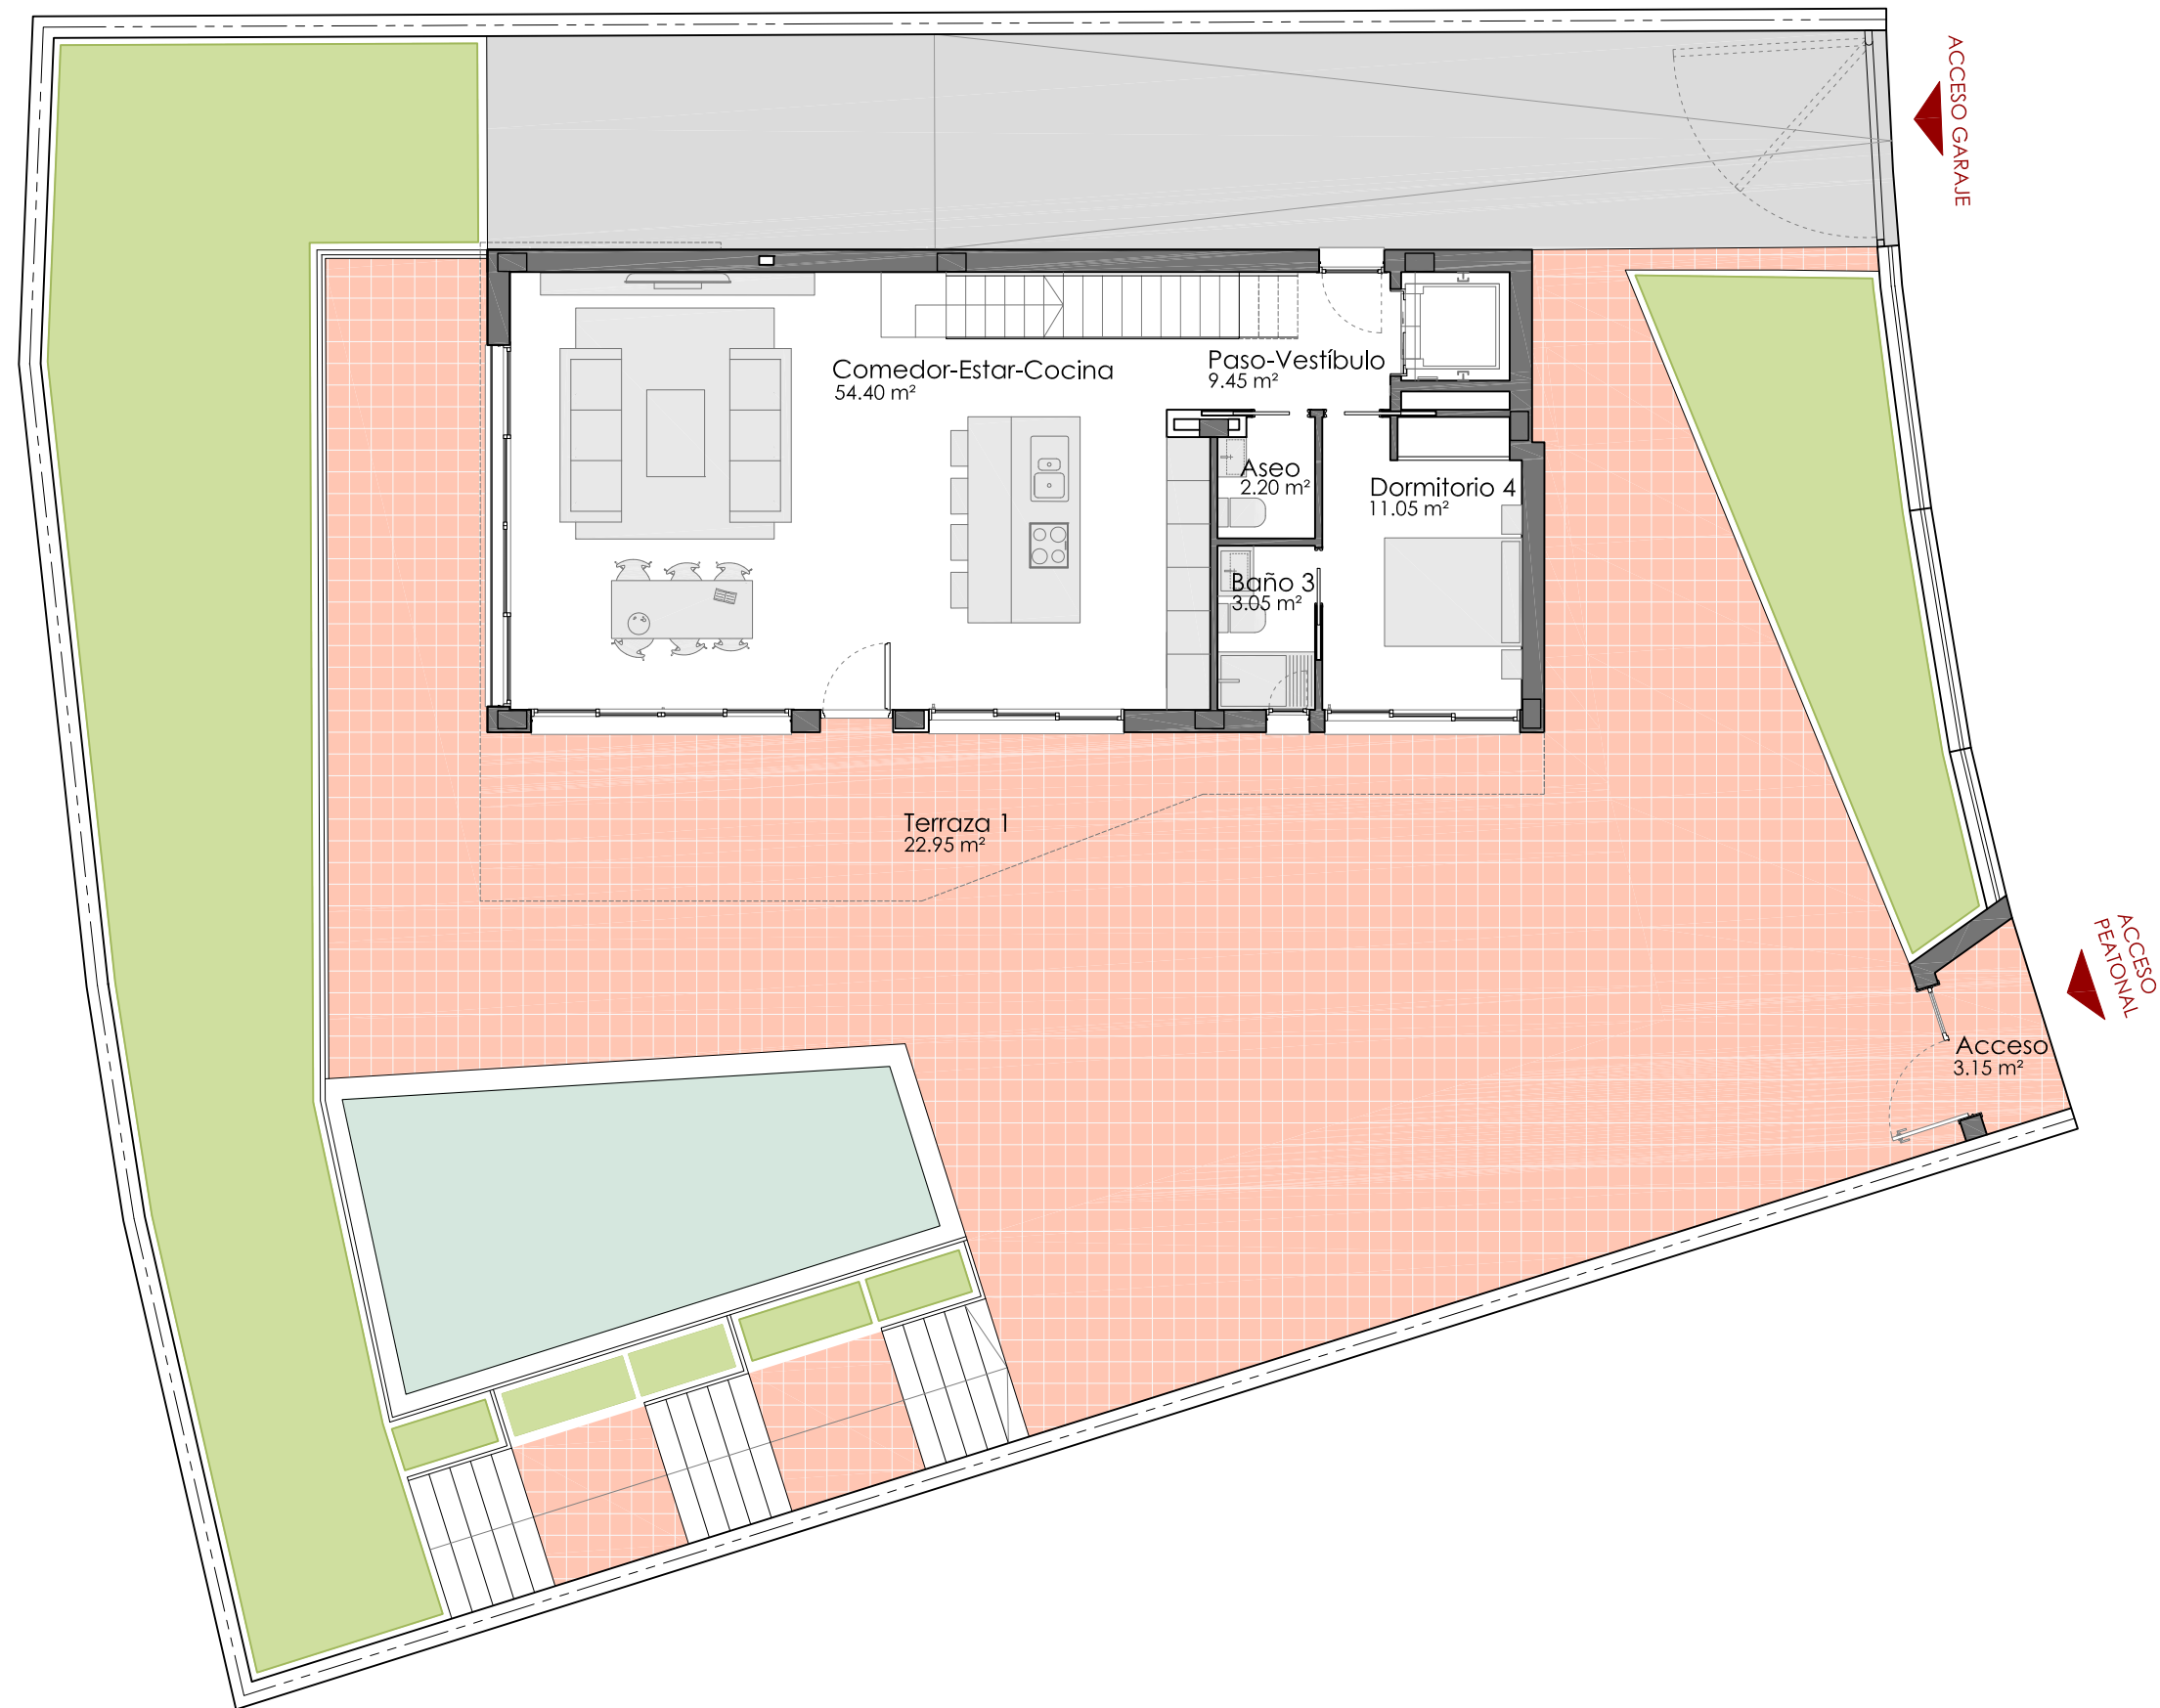 ACCESO GARAJE
Comedor-Estar-Cocina
54.40 m²
Paso-Vestíbulo
9.45 m²
Aseo
2.20 m²
Dormitorio 4
11.05 m²
Baño 3
3.05 m²
Terraza 1
22.95 m²
ACCESO
PEATONAL
Acceso
3.15 m²